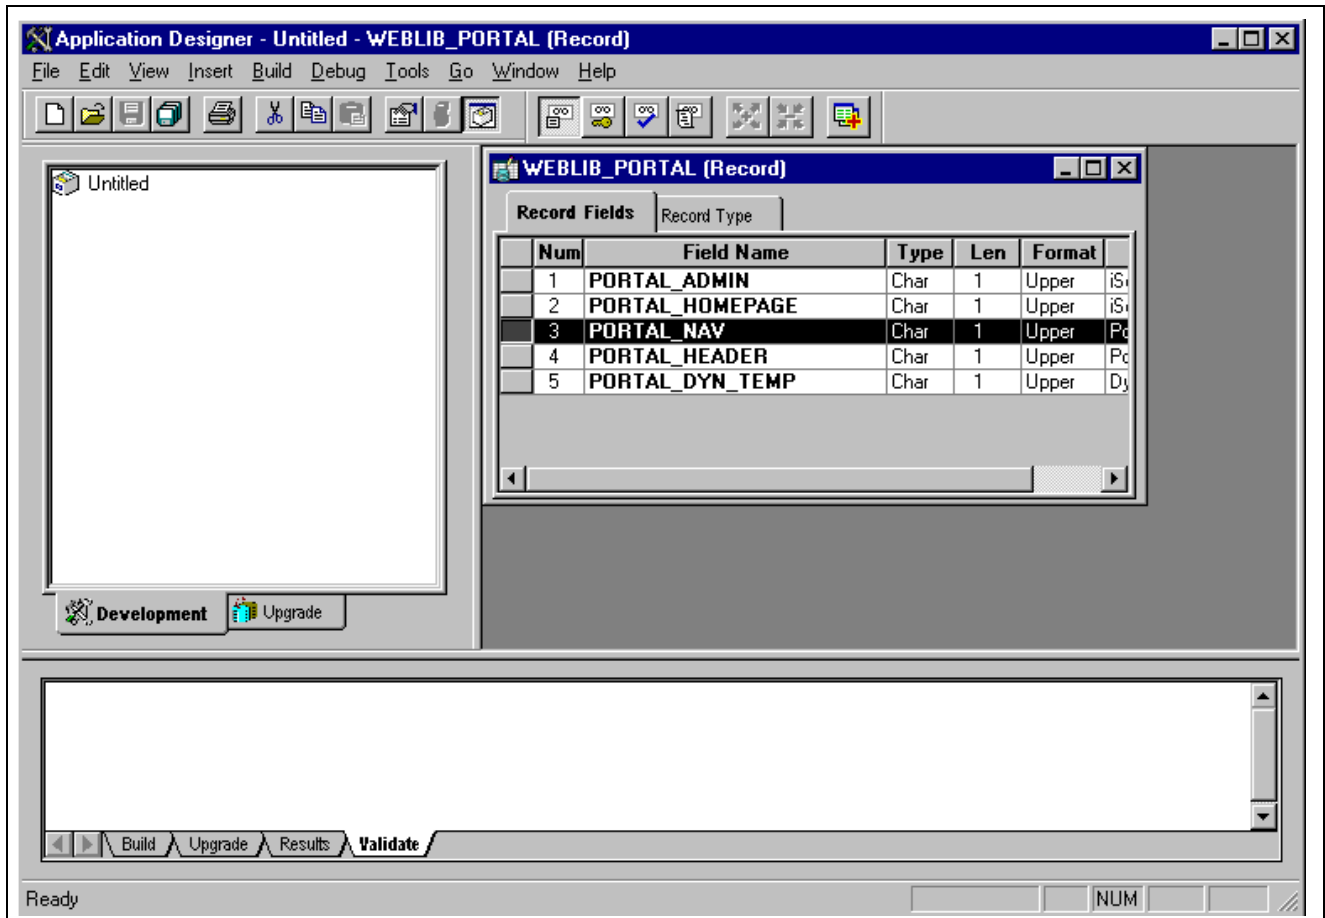 Application Designer - Untitled - WEBLIB_PORTAL (Record)
File Edit View Insert Build Debug Tools Go Window Help
Untitled
WEBLIB_PORTAL (Record)
Record Fields Record Type
Num Field Name Type Len Format
1 PORTAL_ADMIN Char 1 Upper
2 PORTAL_HOMEPAGE Char 1 Upper
3 PORTAL_NAV Char 1 Upper Po
4 PORTAL_HEADER Char 1 Upper Po
5 PORTAL_DYN_TEMP Char 1 Upper Dy
Development Upgrade
Build Upgrade Results Validate
Ready NUM